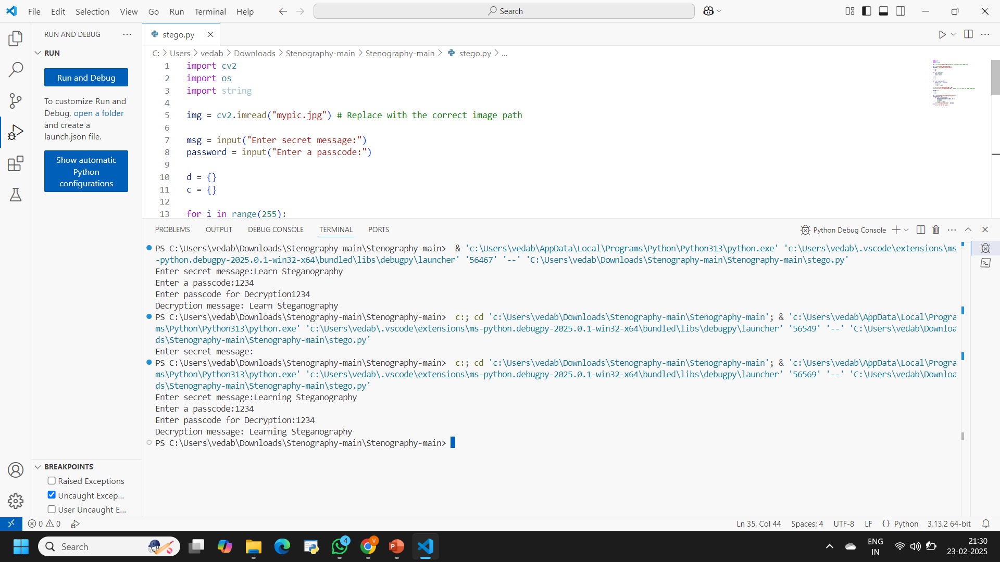 File Edit Selection View Go Run Terminal Help
Search
RUN AND DEBUG
stego.py
RUN
C: > Users > vedab > Downloads > Stenography-main > Stenography-main > stego.py > ...
Run and Debug
To customize Run and
Debug, open a folder
and create a
launch.json file.
Show automatic
Python
configurations
1 import cv2
2 import os
3 import string
4
5 img = cv2.imread("mypic.jpg") # Replace with the correct image path
6
7 msg = input("Enter secret message:")
8 password = input("Enter a passcode:")
9
10 d = {}
11 c = {}
12
13 for i in range(255):
PROBLEMS OUTPUT DEBUG CONSOLE TERMINAL PORTS
Python Debug Console
PS C:\Users\vedab\Downloads\Stenography-main\Stenography-main>  & 'c:\Users\vedab\AppData\Local\Programs\Python\Python313\python.exe' 'c:\Users\vedab\.vscode\extensions\ms
-python.debugpy-2025.0.1-win32-x64\bundled\libs\debugpy\launcher' '56467' '--' 'C:\Users\vedab\Downloads\Stenography-main\Stenography-main\stego.py'
Enter secret message:Learn Steganography
Enter a passcode:1234
Enter passcode for Decryption1234
Decryption message: Learn Steganography
PS C:\Users\vedab\Downloads\Stenography-main\Stenography-main>  c:; cd 'c:\Users\vedab\Downloads\Stenography-main\Stenography-main'; & 'c:\Users\vedab\AppData\Local\Progra
ms\Python\Python313\python.exe' 'c:\Users\vedab\.vscode\extensions\ms-python.debugpy-2025.0.1-win32-x64\bundled\libs\debugpy\launcher' '56549' '--' 'C:\Users\vedab\Downloa
ds\Stenography-main\Stenography-main\stego.py'
Enter secret message:
PS C:\Users\vedab\Downloads\Stenography-main\Stenography-main>  c:; cd 'c:\Users\vedab\Downloads\Stenography-main\Stenography-main'; & 'c:\Users\vedab\AppData\Local\Progra
ms\Python\Python313\python.exe' 'c:\Users\vedab\.vscode\extensions\ms-python.debugpy-2025.0.1-win32-x64\bundled\libs\debugpy\launcher' '56569' '--' 'C:\Users\vedab\Downloa
ds\Stenography-main\Stenography-main\stego.py'
Enter secret message:Learning Steganography
Enter a passcode:1234
Enter passcode for Decryption:1234
Decryption message: Learning Steganography
PS C:\Users\vedab\Downloads\Stenography-main\Stenography-main>
BREAKPOINTS
Raised Exceptions
Uncaught Excep...
User Uncaught E...
0 0
Ln 35, Col 44 Spaces: 4 UTF-8 LF {} Python 3.13.2 64-bit
Search
4
V
ENG
IN
21:30
23-02-2025